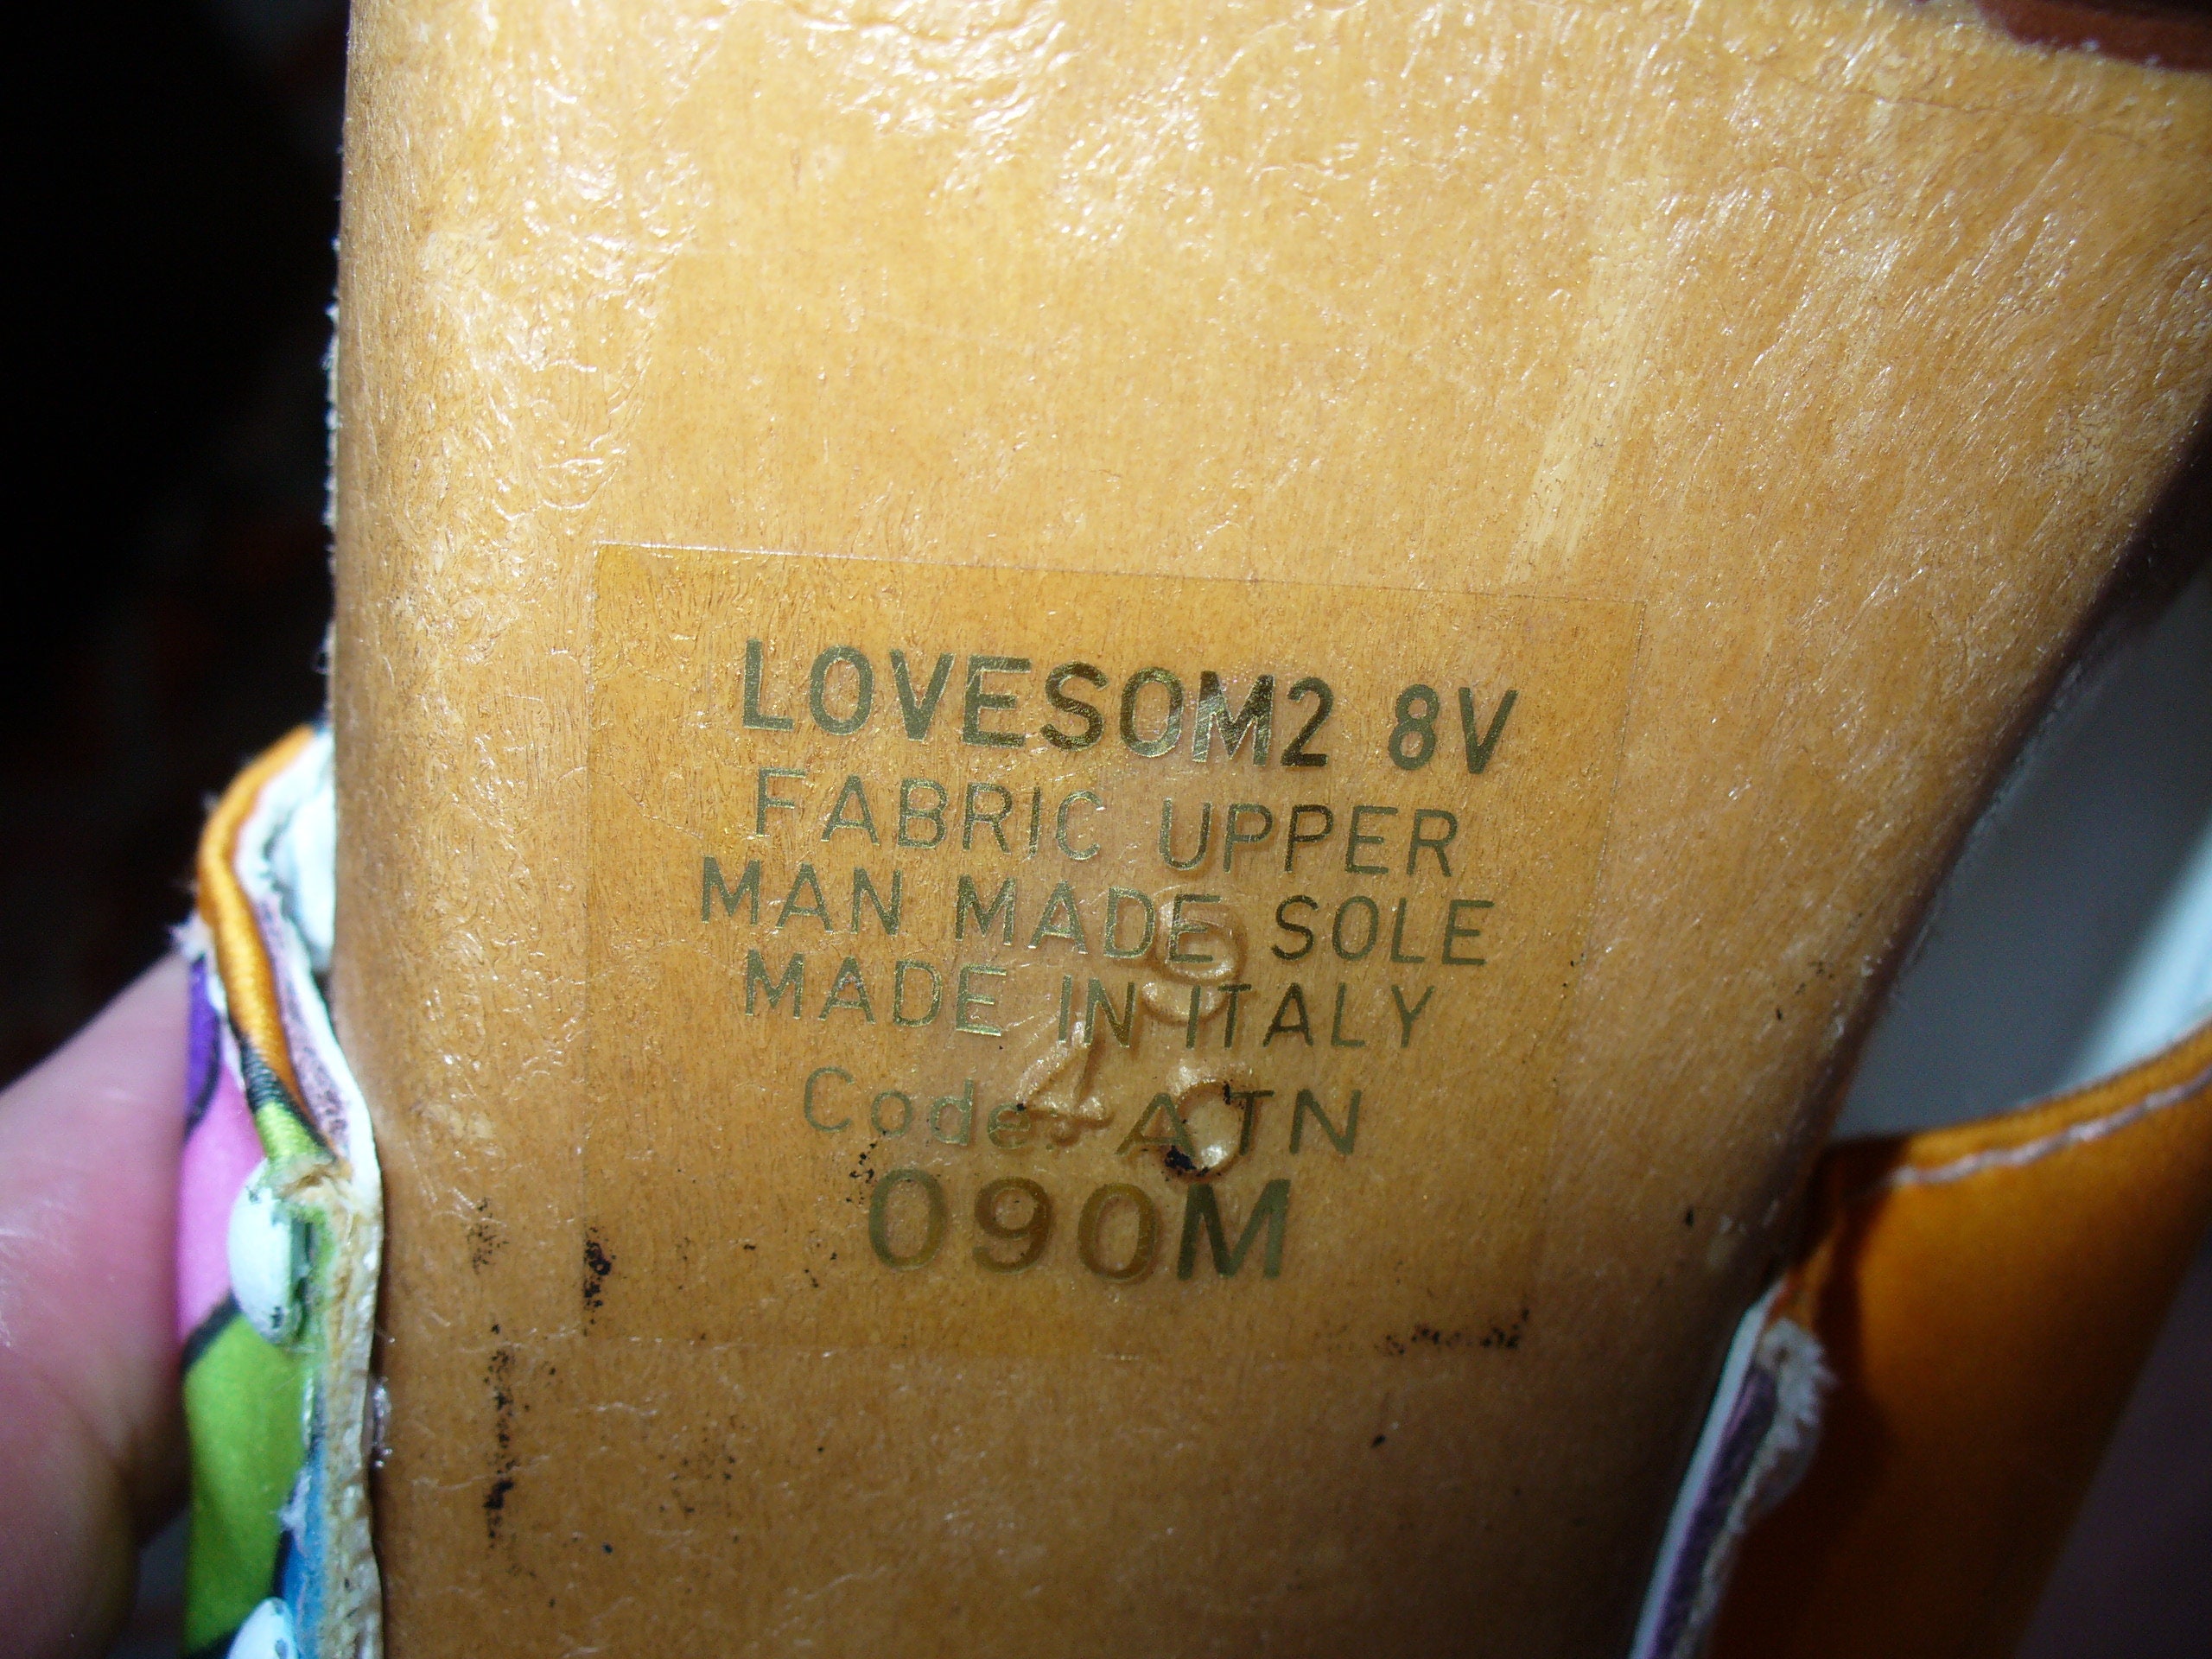 LOVESOM2 8V
FABRIC UPPER
MAN MADE SOLE
MADE IN ITALY
Code: ATN
090M